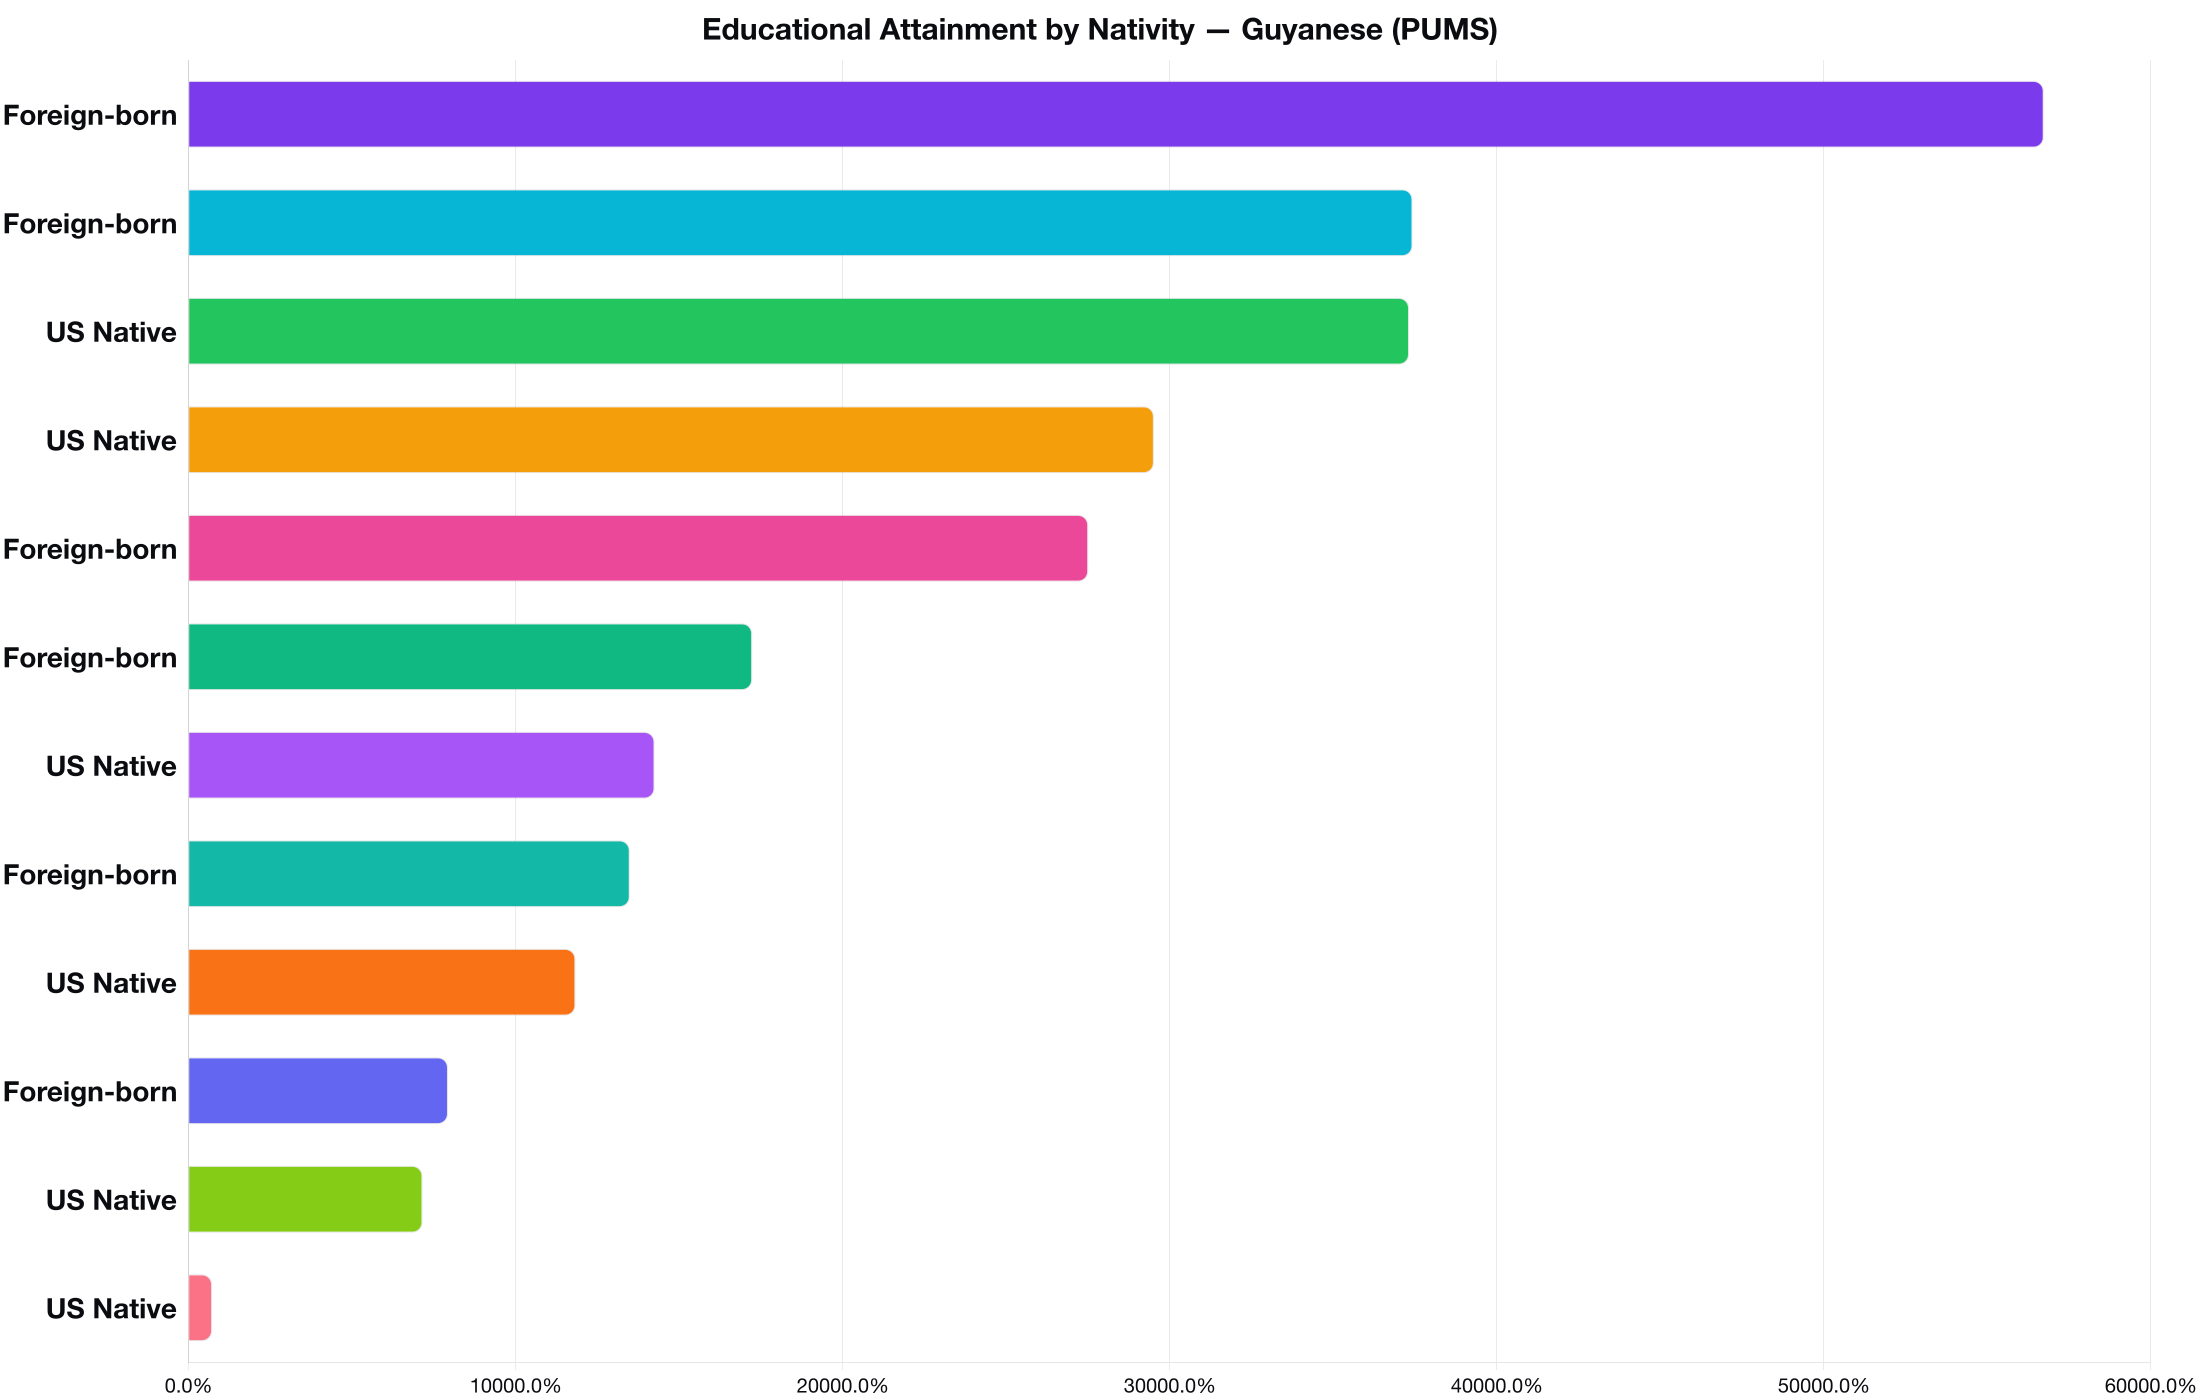 Educational Attainment by Nativity — Guyanese (PUMS)
Foreign-born
Foreign-born
US Native
US Native
Foreign-born
Foreign-born
US Native
Foreign-born
US Native
Foreign-born
US Native
US Native
0.0% 10000.0% 20000.0% 30000.0% 40000.0% 50000.0% 60000.0%